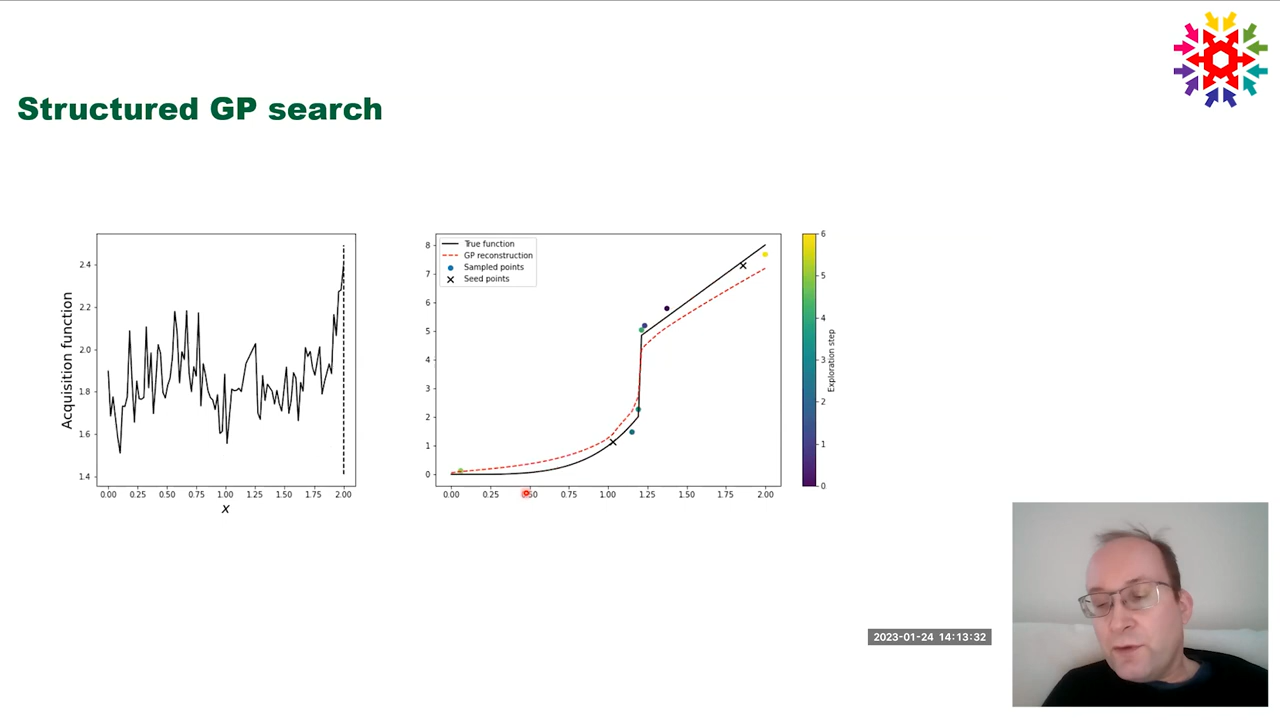 Structured GP search
Acquisition function
2.4
2.2
2.0
1.8
1.6
1.4
0.00 0.25 0.50 0.75 1.00 1.25 1.50 1.75 2.00
x
True function
GP reconstruction
Sampled points
Seed points
8
7
6
5
4
3
2
1
0
0.00 0.25 0.50 0.75 1.00 1.25 1.50 1.75 2.00
6
5
4
3
2
1
0
Exploration step
2023-01-24 14:13:32